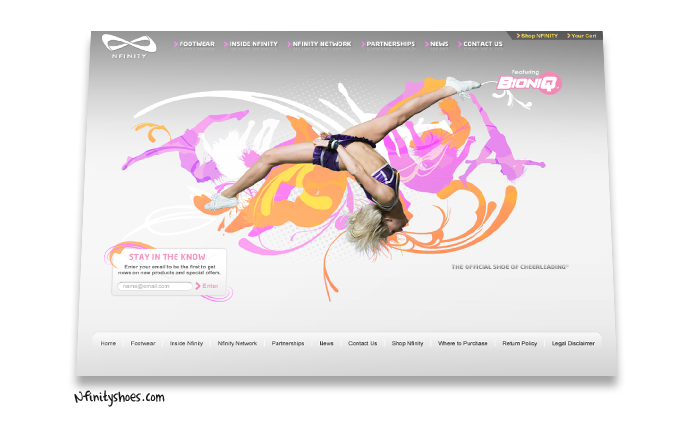 NFINITY
FOOTWEAR INSIDE NFINITY NFINITY NETWORK PARTNERSHIPS NEWS CONTACT US
Shop NFINITY Your Cart
Featuring
BIONIQ
STAY IN THE KNOW
Enter your email to be the first to get
news on new products and special offers.
name@email.com Enter
THE OFFICIAL SHOE OF CHEERLEADING
Home Footwear Inside Nfinity Nfinity Network Partnerships News Contact Us Shop Nfinity Where to Purchase Return Policy Legal Disclaimer
Nfinityshoes.com